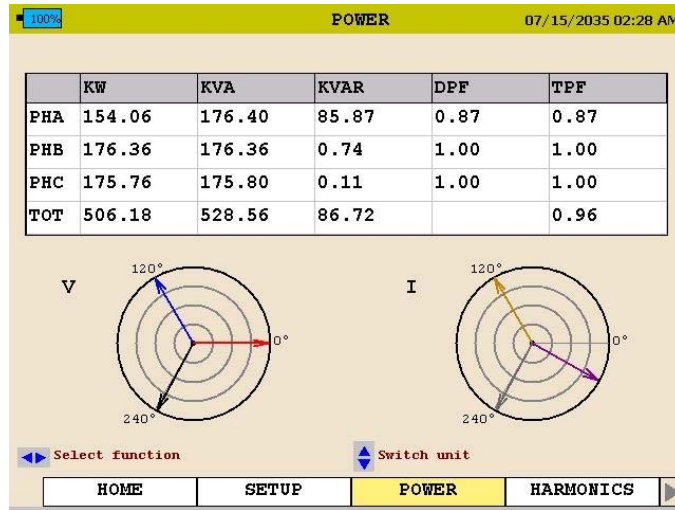 100% POWER 07/15/2035 02:28 AM
KW KVA KVAR DPF TPF
PHA 154.06 176.40 85.87 0.87 0.87
PHB 176.36 176.36 0.74 1.00 1.00
PHC 175.76 175.80 0.11 1.00 1.00
TOT 506.18 528.56 86.72 0.96
120° 120°
V I
0° 0°
240° 240°
Select function Switch unit
HOME SETUP POWER HARMONICS